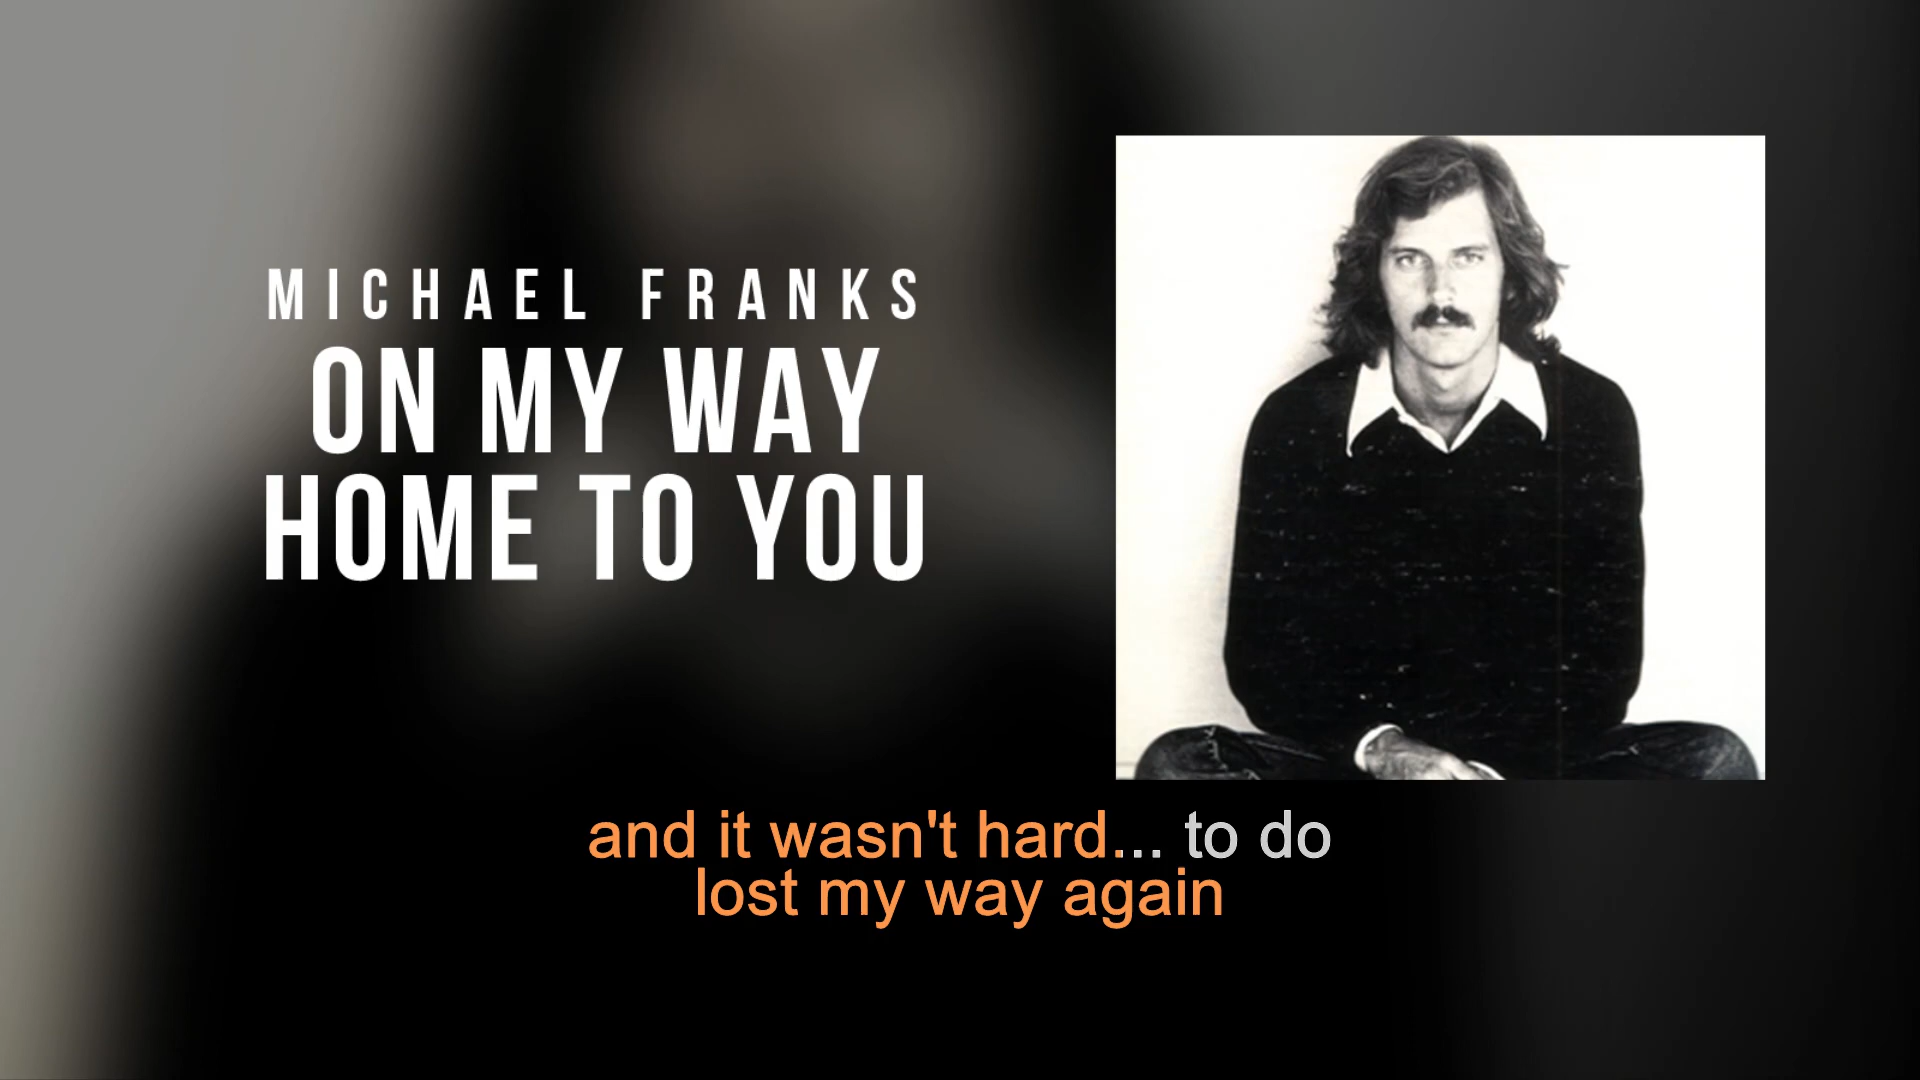 MICHAEL FRANKS
ON MY WAY
HOME TO YOU
and it wasn't hard... to do
lost my way again